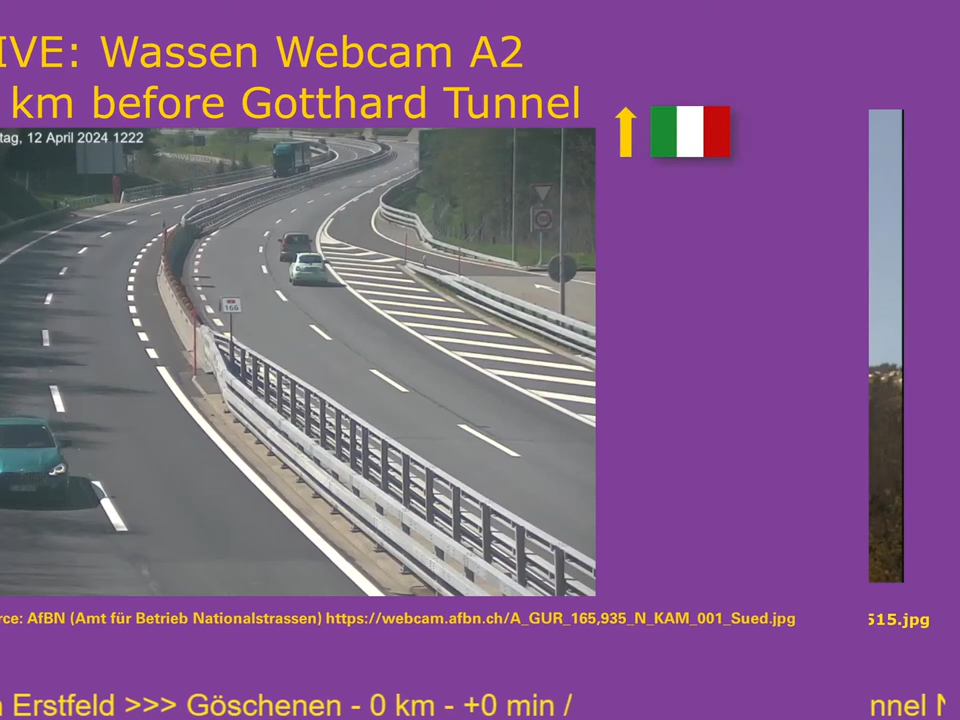 IVE: Wassen Webcam A2
km before Gotthard Tunnel
tag, 12 April 2024 1222
166
rce: AfBN (Amt für Betrieb Nationalstrassen) https://webcam.afbn.ch/A_GUR_165,935_N_KAM_001_Sued.jpg
515.jpg
Erstfeld >>> Göschenen - 0 km - +0 min /
nnel